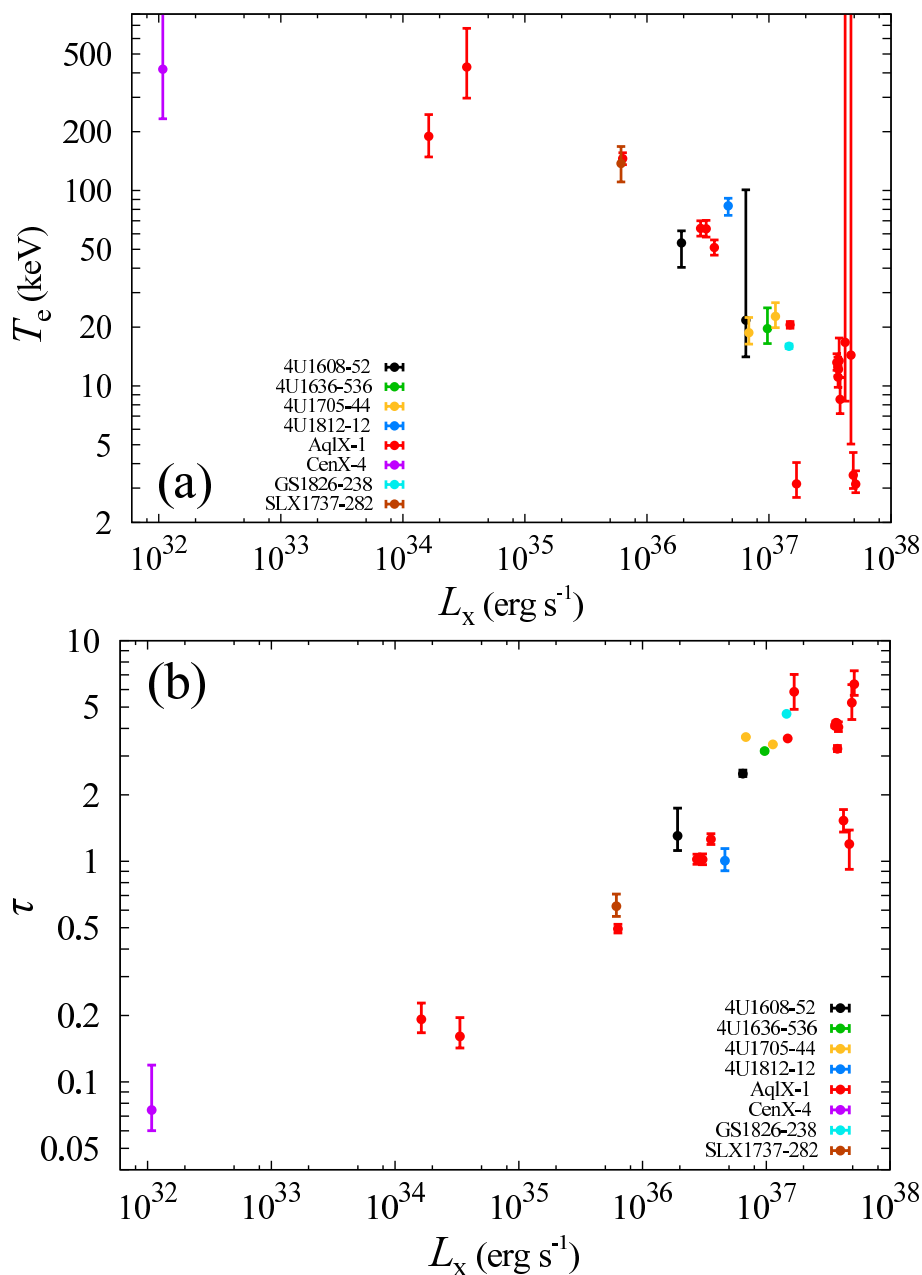 500
200
100
50
20
10
5
2
T_e (keV)
4U1608-52
4U1636-536
4U1705-44
4U1812-12
AqlX-1
CenX-4
GS1826-238
SLX1737-282
(a)
10^32 10^33 10^34 10^35 10^36 10^37 10^38
L_x (erg s^-1)
(b)
10
5
2
1
0.5
0.2
0.1
0.05
τ
4U1608-52
4U1636-536
4U1705-44
4U1812-12
AqlX-1
CenX-4
GS1826-238
SLX1737-282
10^32 10^33 10^34 10^35 10^36 10^37 10^38
L_x (erg s^-1)